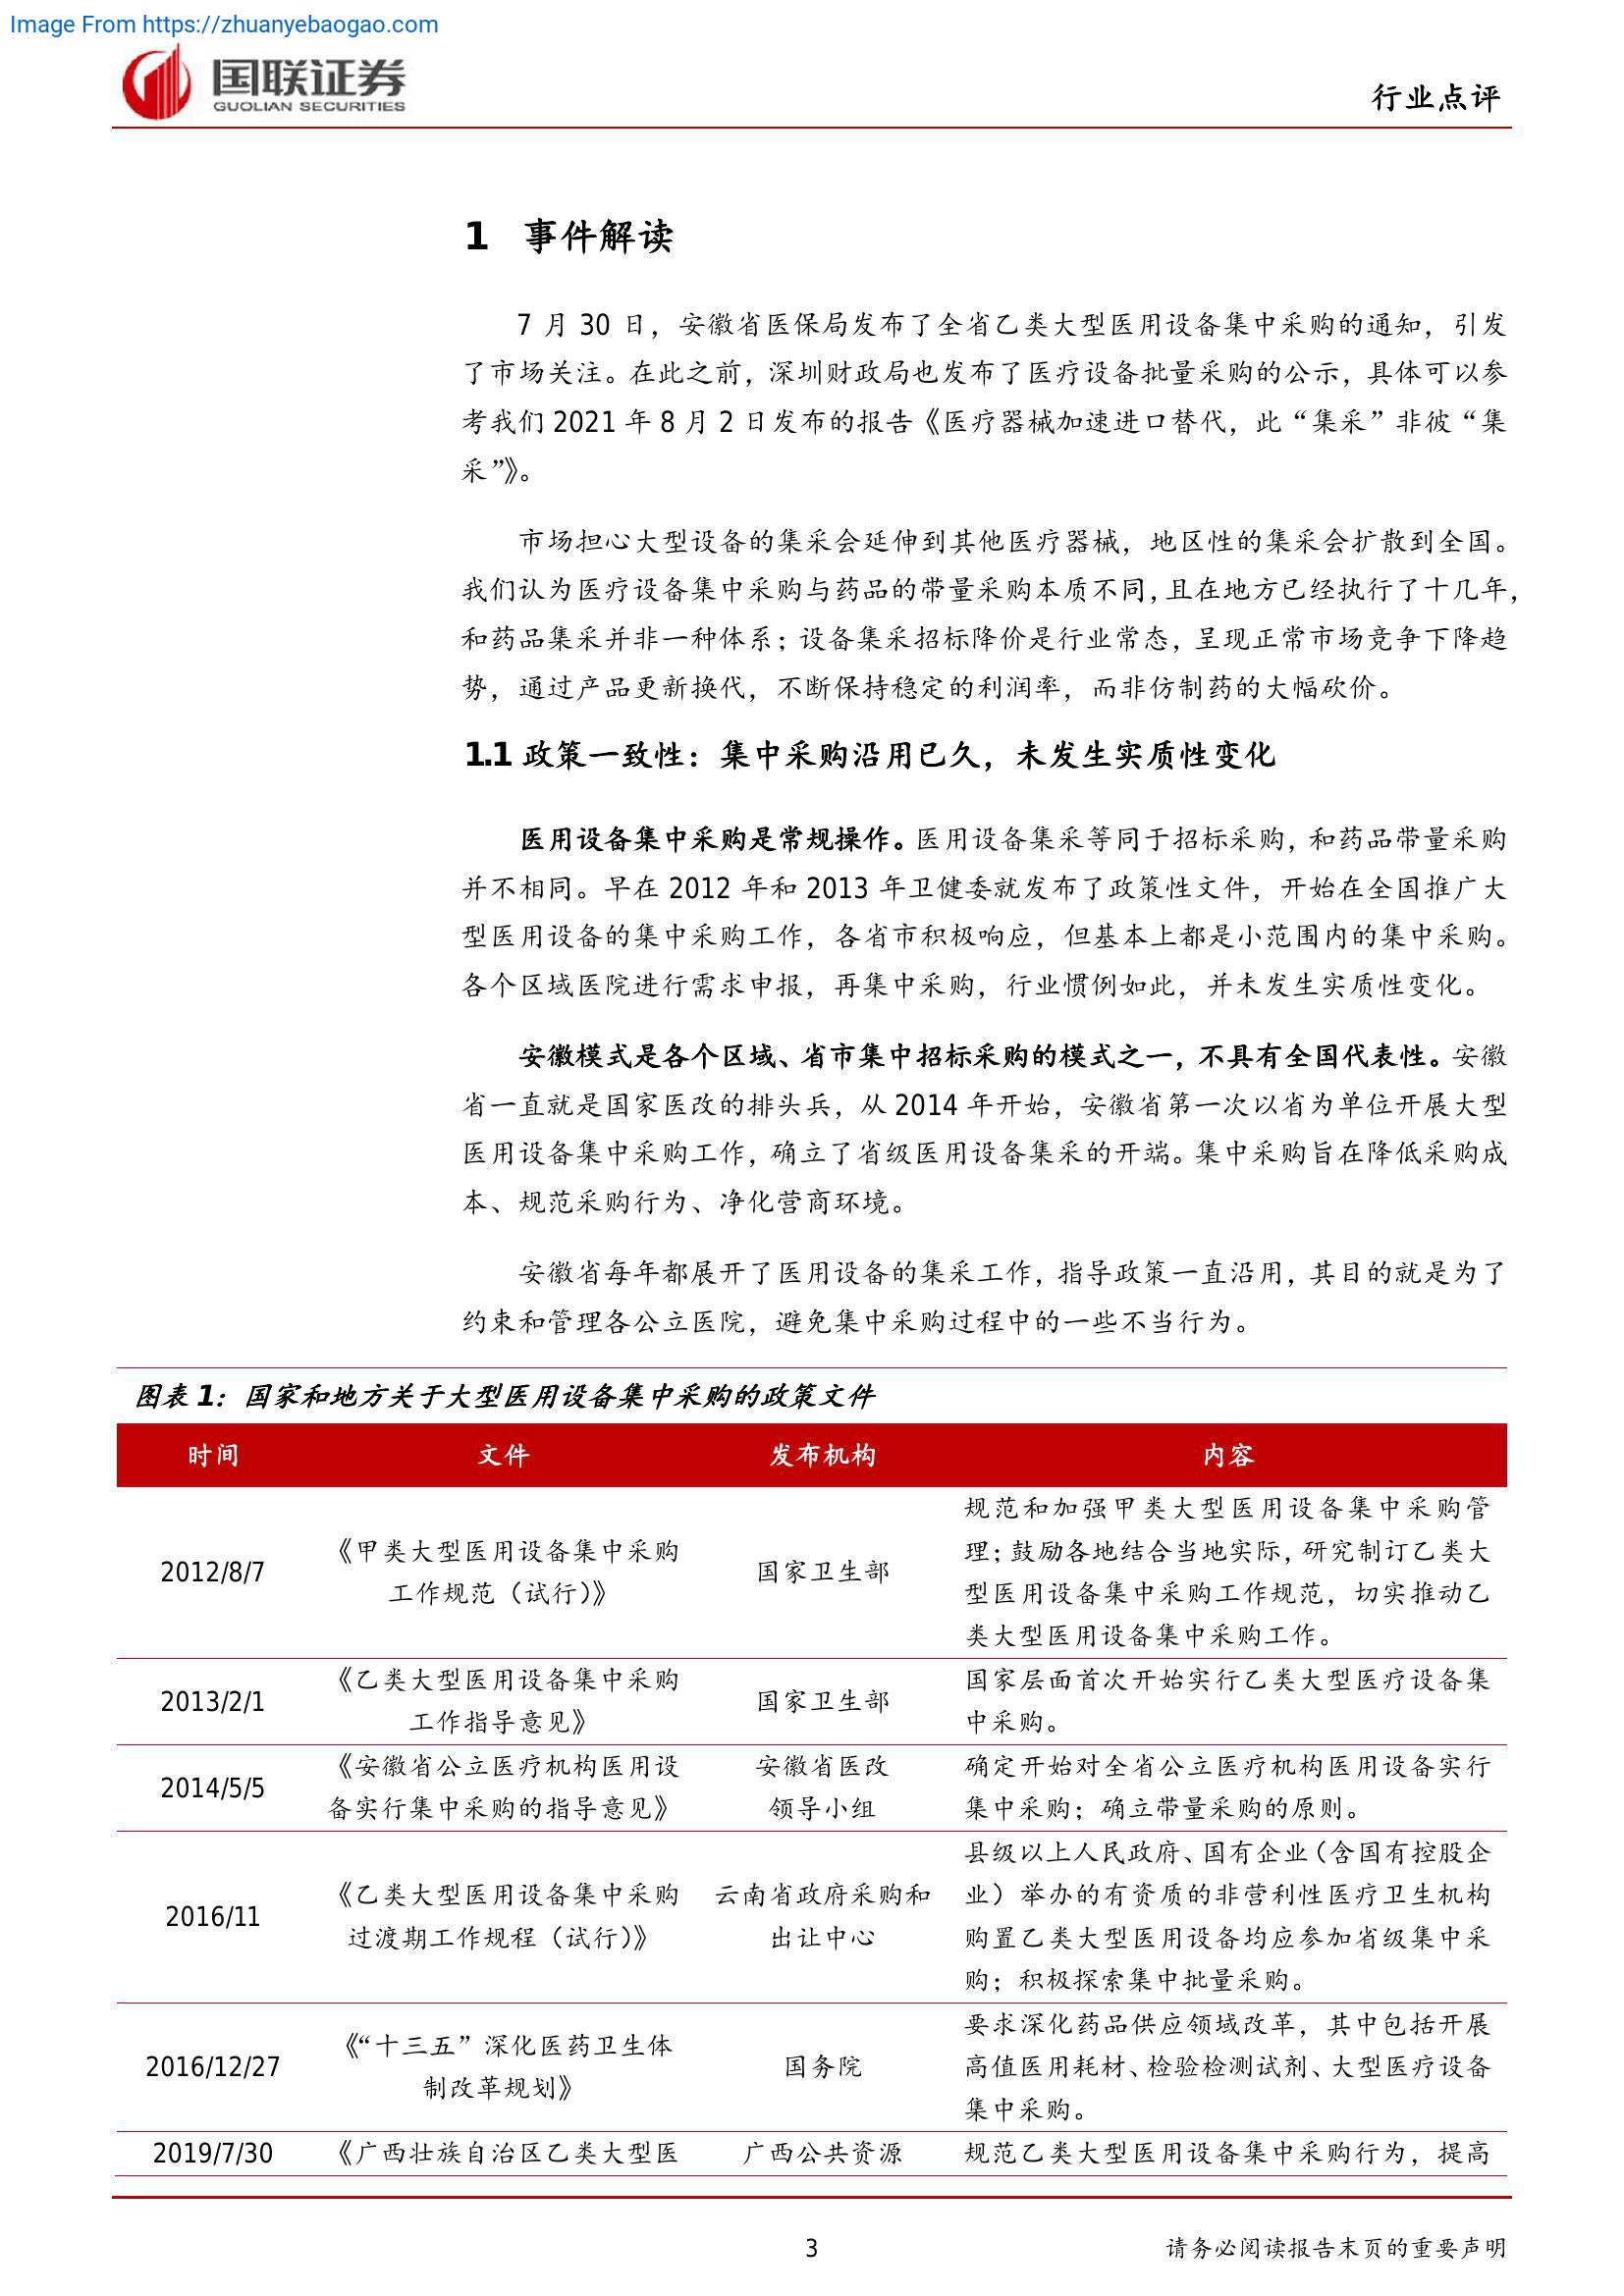 Image From https://zhuanyebaogao.com
国联证券
GUOLIAN SECURITIES
行业点评
1 事件解读
7 月 30 日，安徽省医保局发布了全省乙类大型医用设备集中采购的通知，引发
了市场关注。在此之前，深圳财政局也发布了医疗设备批量采购的公示，具体可以参
考我们 2021 年 8 月 2 日发布的报告《医疗器械加速进口替代，此“集采”非彼“集
采”》。
市场担心大型设备的集采会延伸到其他医疗器械，地区性的集采会扩散到全国。
我们认为医疗设备集中采购与药品的带量采购本质不同，且在地方已经执行了十几年，
和药品集采并非一种体系；设备集采招标降价是行业常态，呈现正常市场竞争下降趋
势，通过产品更新换代，不断保持稳定的利润率，而非仿制药的大幅砍价。
1.1 政策一致性：集中采购沿用已久，未发生实质性变化
医用设备集中采购是常规操作。医用设备集采等同于招标采购，和药品带量采购
并不相同。早在 2012 年和 2013 年卫健委就发布了政策性文件，开始在全国推广大
型医用设备的集中采购工作，各省市积极响应，但基本上都是小范围内的集中采购。
各个区域医院进行需求申报，再集中采购，行业惯例如此，并未发生实质性变化。
安徽模式是各个区域、省市集中招标采购的模式之一，不具有全国代表性。安徽
省一直就是国家医改的排头兵，从 2014 年开始，安徽省第一次以省为单位开展大型
医用设备集中采购工作，确立了省级医用设备集采的开端。集中采购旨在降低采购成
本、规范采购行为、净化营商环境。
安徽省每年都展开了医用设备的集采工作，指导政策一直沿用，其目的就是为了
约束和管理各公立医院，避免集中采购过程中的一些不当行为。
图表 1：国家和地方关于大型医用设备集中采购的政策文件
时间 文件 发布机构 内容
2012/8/7
《甲类大型医用设备集中采购
工作规范（试行）》
国家卫生部
规范和加强甲类大型医用设备集中采购管
理；鼓励各地结合当地实际，研究制订乙类大
型医用设备集中采购工作规范，切实推动乙
类大型医用设备集中采购工作。
2013/2/1
《乙类大型医用设备集中采购
工作指导意见》
国家卫生部
国家层面首次开始实行乙类大型医疗设备集
中采购。
2014/5/5
《安徽省公立医疗机构医用设
备实行集中采购的指导意见》
安徽省医改
领导小组
确定开始对全省公立医疗机构医用设备实行
集中采购；确立带量采购的原则。
2016/11
《乙类大型医用设备集中采购
过渡期工作规程（试行）》
云南省政府采购和
出让中心
县级以上人民政府、国有企业（含国有控股企
业）举办的有资质的非营利性医疗卫生机构
购置乙类大型医用设备均应参加省级集中采
购；积极探索集中批量采购。
2016/12/27
《“十三五”深化医药卫生体
制改革规划》
国务院
要求深化药品供应领域改革，其中包括开展
高值医用耗材、检验检测试剂、大型医疗设备
集中采购。
2019/7/30
《广西壮族自治区乙类大型医
广西公共资源
规范乙类大型医用设备集中采购行为，提高
3
请务必阅读报告末页的重要声明